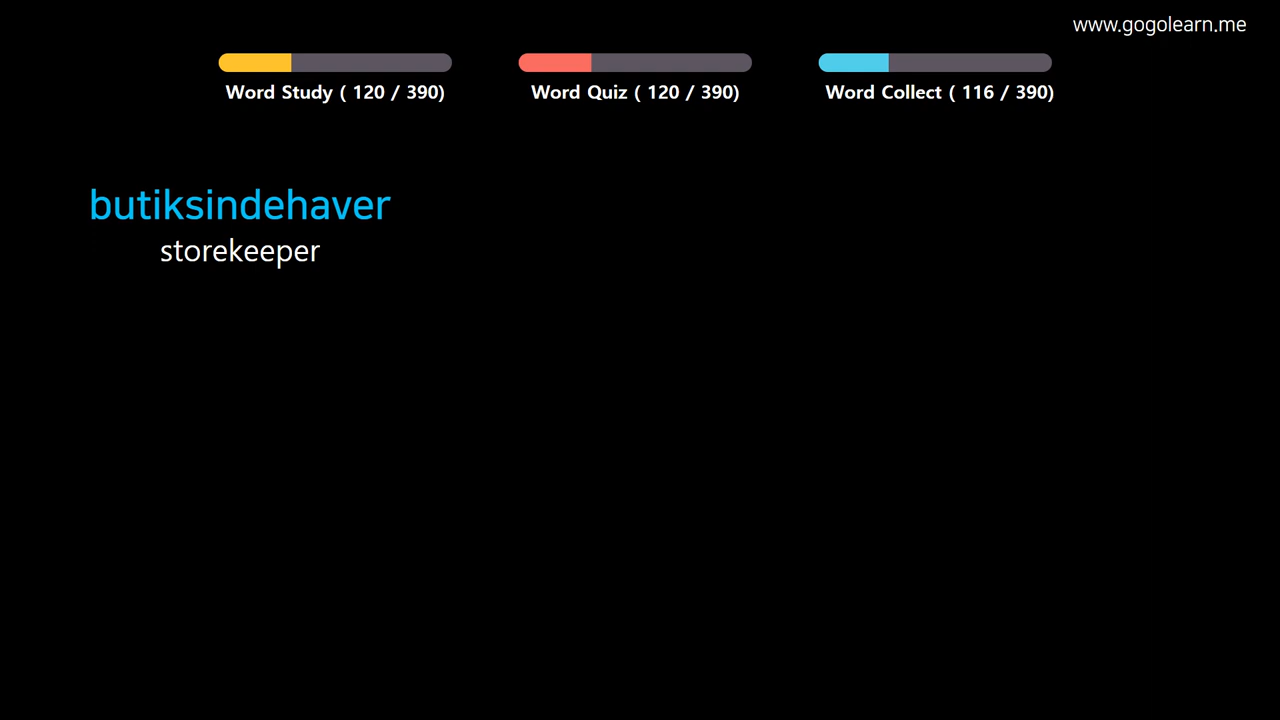 www.gogolearn.me
Word Study ( 120 / 390)
Word Quiz ( 120 / 390)
Word Collect ( 116 / 390)
butiksindehaver
storekeeper